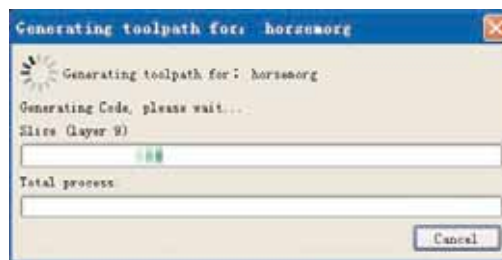 Generating toolpath for: horsemorg
Generating toolpath for: horsemorg
Generating Code, please wait...
Slice (Layer 9)
Total process
Cancel